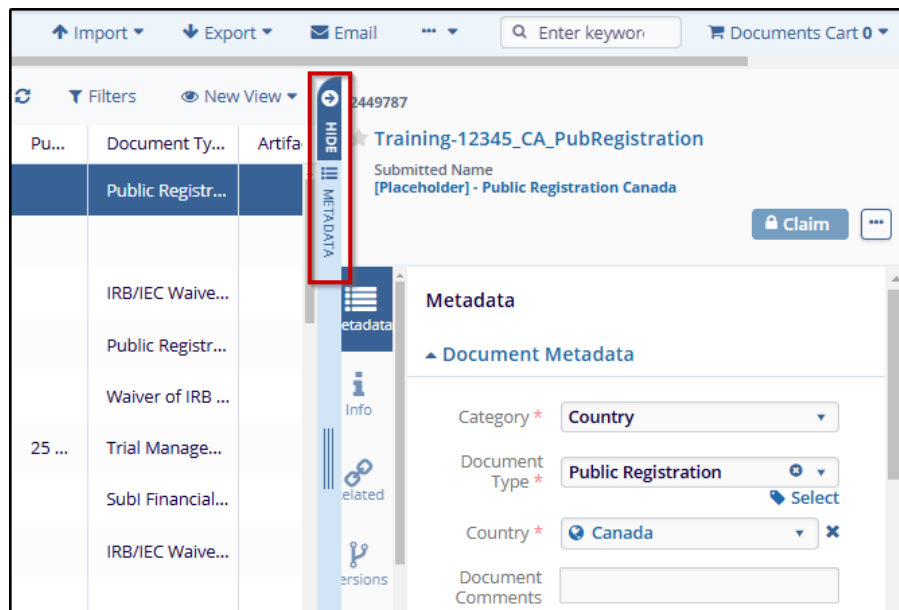 Import
Export
Email
Enter keywor
Documents Cart 0
Filters
New View
Pu...
Document Ty...
Artifa
Public Registr...
IRB/IEC Waive...
Public Registr...
Waiver of IRB ...
25 ...
Trial Manage...
SubI Financial...
IRB/IEC Waive...
HIDE
METADATA
2449787
Training-12345_CA_PubRegistration
Submitted Name
[Placeholder] - Public Registration Canada
Claim
etadata
Info
elated
ersions
Metadata
Document Metadata
Category *
Country
Document
Type *
Public Registration
Select
Country *
Canada
Document
Comments